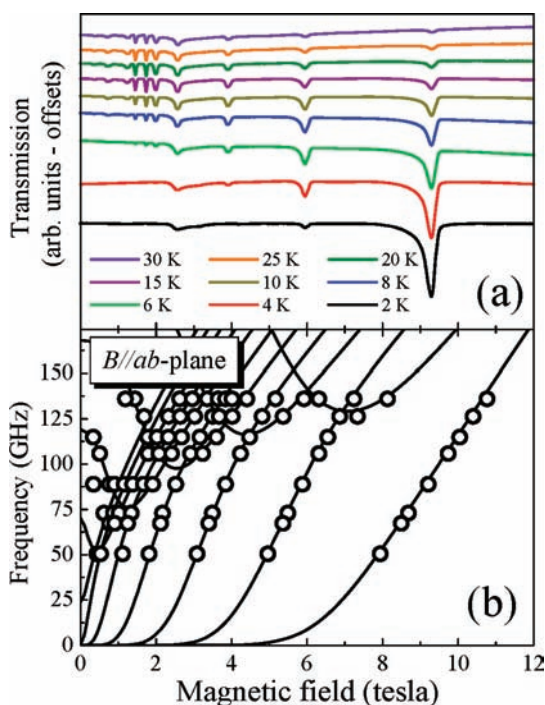 Transmission
(arb. units - offsets)
30 K 25 K 20 K
15 K 10 K 8 K
6 K 4 K 2 K
(a)
B//ab-plane
Frequency (GHz)
150
125
100
75
50
25
0
(b)
0 2 4 6 8 10 12
Magnetic field (tesla)